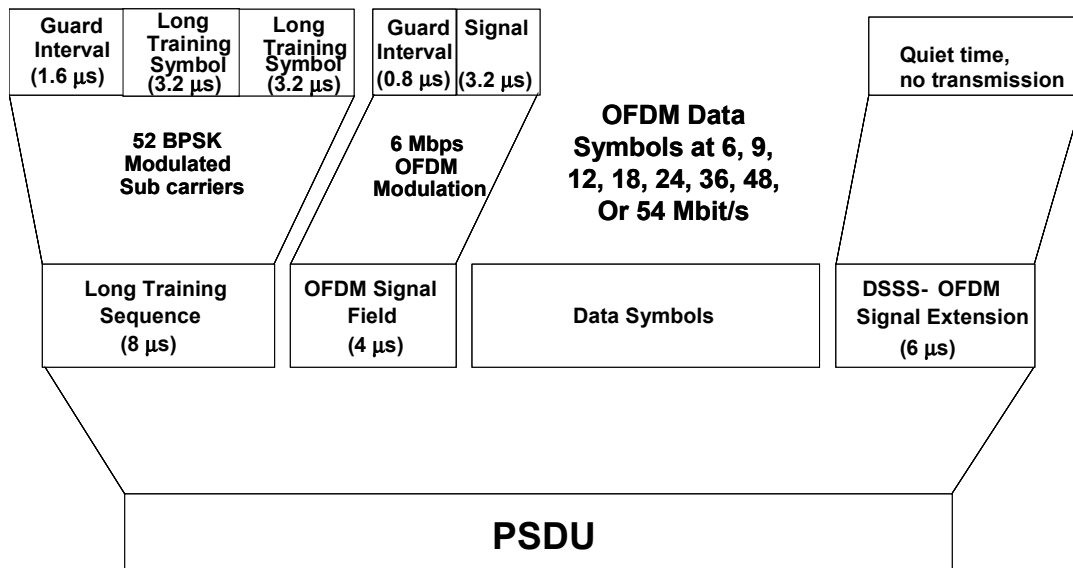 Guard
Interval
(1.6 μs)
Long
Training
Symbol
(3.2 μs)
Long
Training
Symbol
(3.2 μs)
Guard
Interval
(0.8 μs)
Signal
(3.2 μs)
Quiet time,
no transmission
52 BPSK
Modulated
Sub carriers
6 Mbps
OFDM
Modulation
OFDM Data
Symbols at 6, 9,
12, 18, 24, 36, 48,
Or 54 Mbit/s
Long Training
Sequence
(8 μs)
OFDM Signal
Field
(4 μs)
Data Symbols
DSSS- OFDM
Signal Extension
(6 μs)
PSDU